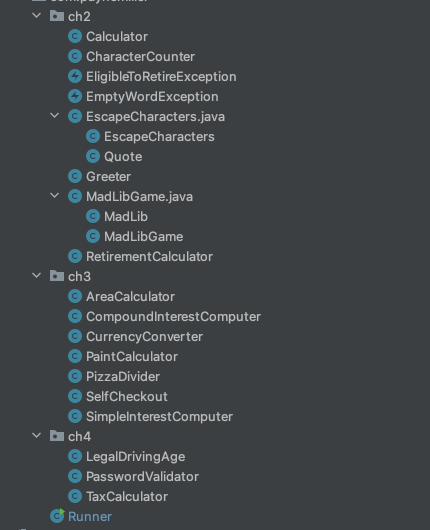 ch2
Calculator
CharacterCounter
EligibleToRetireException
EmptyWordException
EscapeCharacters.java
EscapeCharacters
Quote
Greeter
MadLibGame.java
MadLib
MadLibGame
RetirementCalculator
ch3
AreaCalculator
CompoundInterestComputer
CurrencyConverter
PaintCalculator
PizzaDivider
SelfCheckout
SimpleInterestComputer
ch4
LegalDrivingAge
PasswordValidator
TaxCalculator
Runner